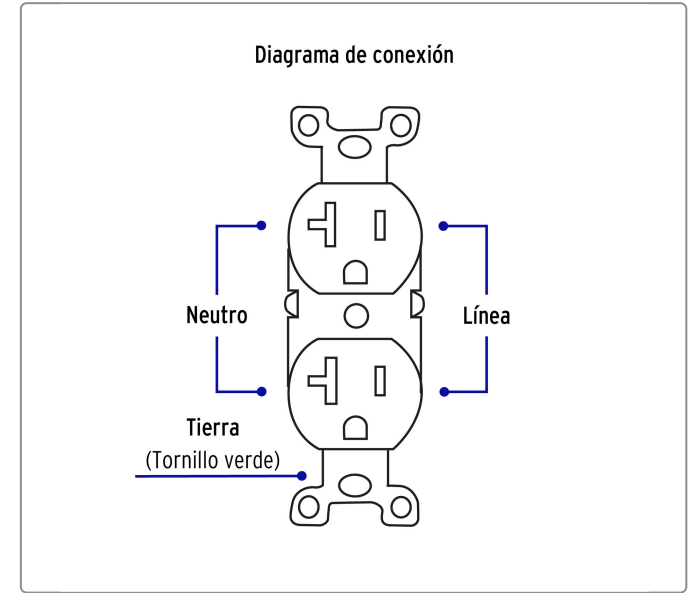 Diagrama de conexión
Neutro
Línea
Tierra
(Tornillo verde)